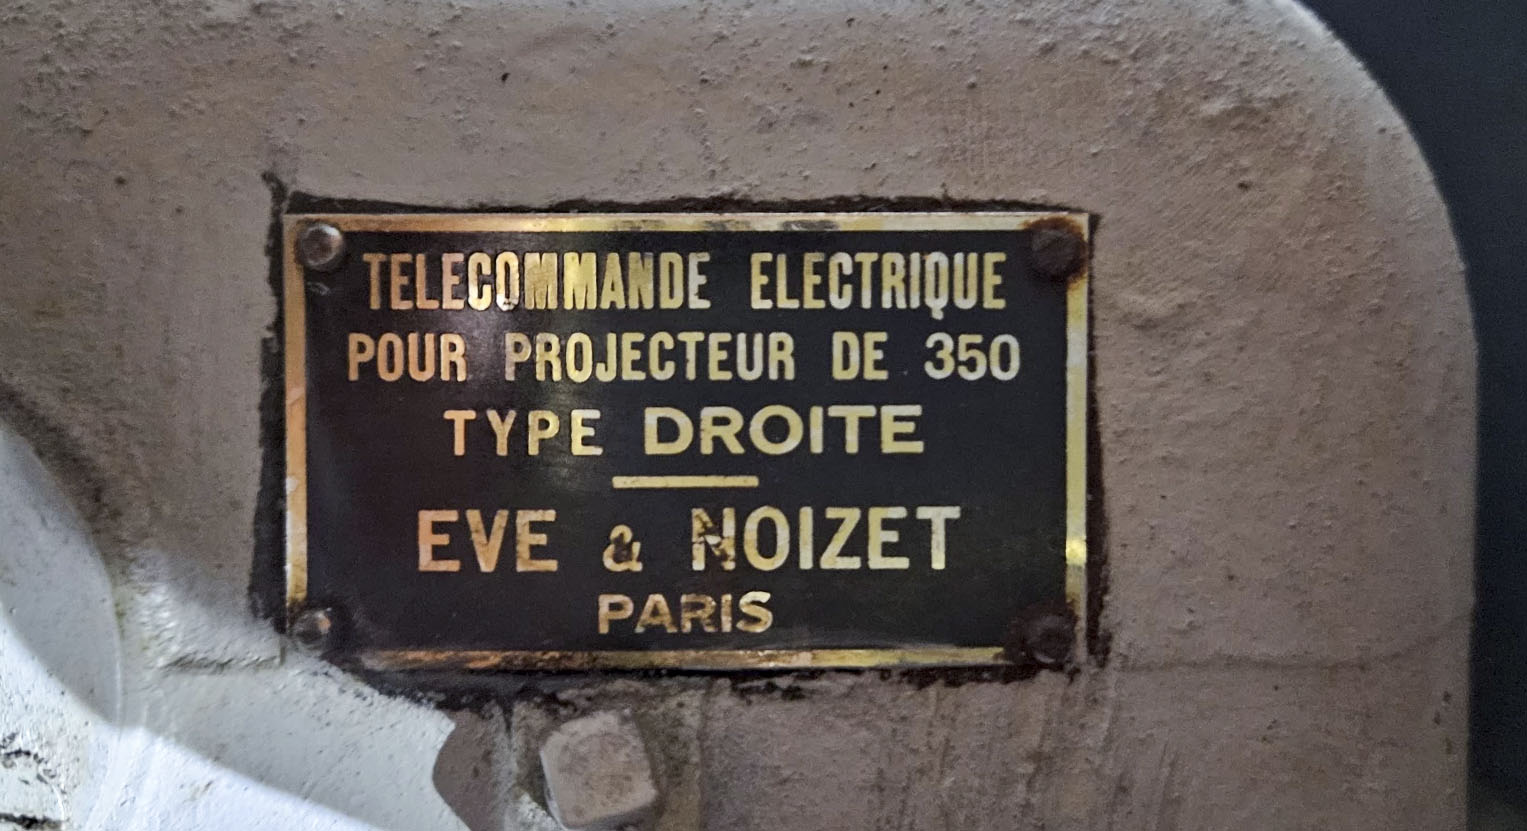 TELECOMMANDE ELECTRIQUE
POUR PROJECTEUR DE 350
TYPE DROITE
EVE & NOIZET
PARIS